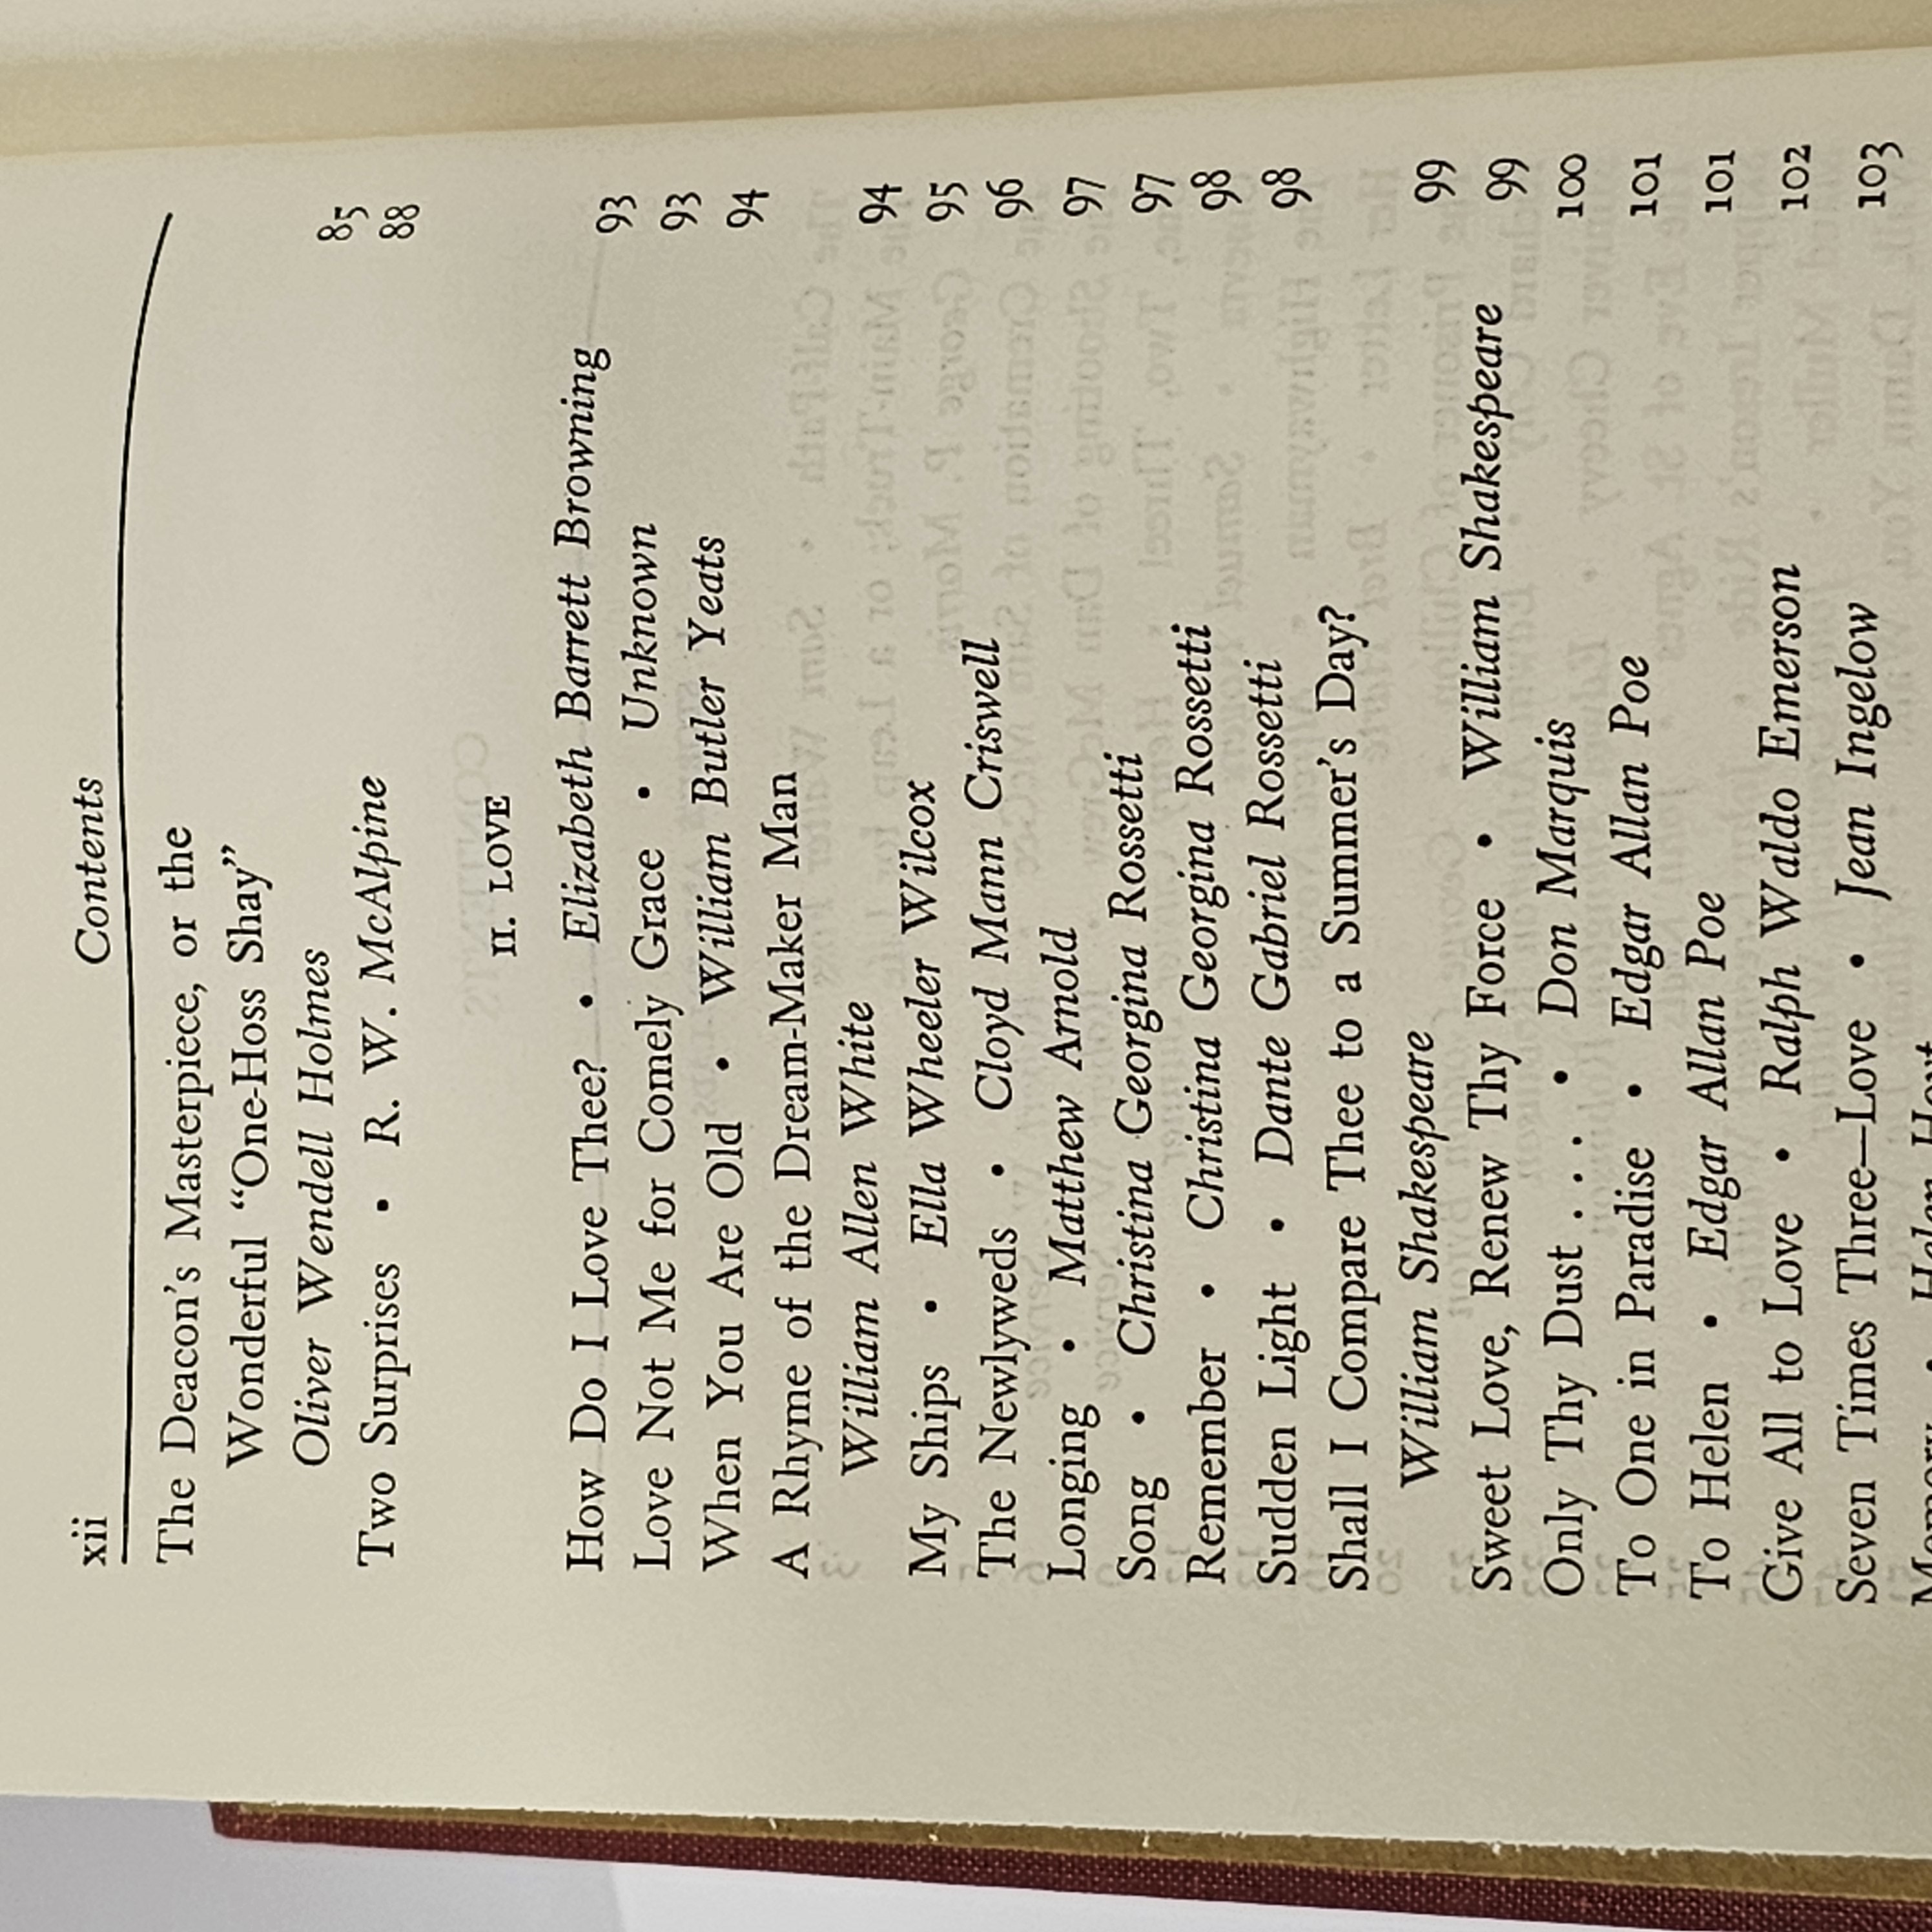 xii Contents
The Deacon's Masterpiece, or the
Wonderful “One-Hoss Shay”
Oliver Wendell Holmes 85
Two Surprises • R. W. McAlpine 88
II. LOVE
How Do I Love Thee? • Elizabeth Barrett Browning 93
Love Not Me for Comely Grace • Unknown 93
When You Are Old • William Butler Yeats 94
A Rhyme of the Dream-Maker Man
William Allen White 94
My Ships • Ella Wheeler Wilcox 95
The Newlyweds • Cloyd Mann Criswell 96
Longing • Matthew Arnold 97
Song • Christina Georgina Rossetti 97
Remember • Christina Georgina Rossetti 98
Sudden Light • Dante Gabriel Rossetti 98
Shall I Compare Thee to a Summer's Day?
William Shakespeare 99
Sweet Love, Renew Thy Force • William Shakespeare 99
Only Thy Dust . . . • Don Marquis 100
To One in Paradise • Edgar Allan Poe 101
To Helen • Edgar Allan Poe 101
Give All to Love • Ralph Waldo Emerson 102
Seven Times Three—Love • Jean Ingelow 103
Memory • Helen Hoyt